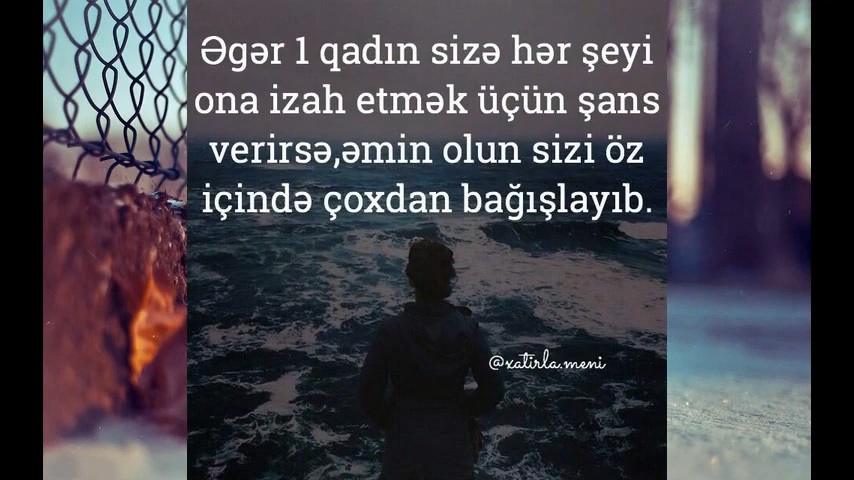 Əgər 1 qadın sizə hər şeyi
ona izah etmək üçün şans
verirsə,əmin olun sizi öz
içində çoxdan bağışlayıb.
@xatirla.meni